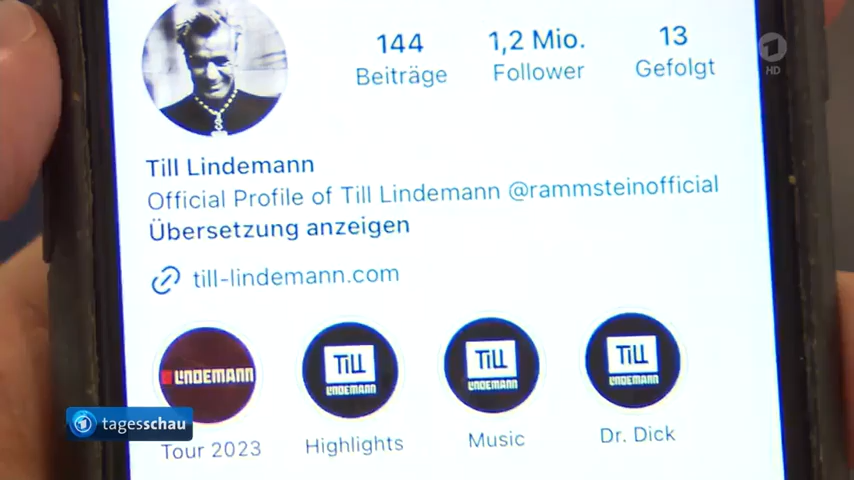 144
1,2 Mio.
13
Beiträge
Follower
Gefolgt
HD
Till Lindemann
Official Profile of Till Lindemann @rammsteinofficial
Übersetzung anzeigen
till-lindemann.com
LINDEMANN
TILL
LINDEMANN
TILL
LINDEMANN
TILL
LINDEMANN
tagesschau
Tour 2023
Highlights
Music
Dr. Dick